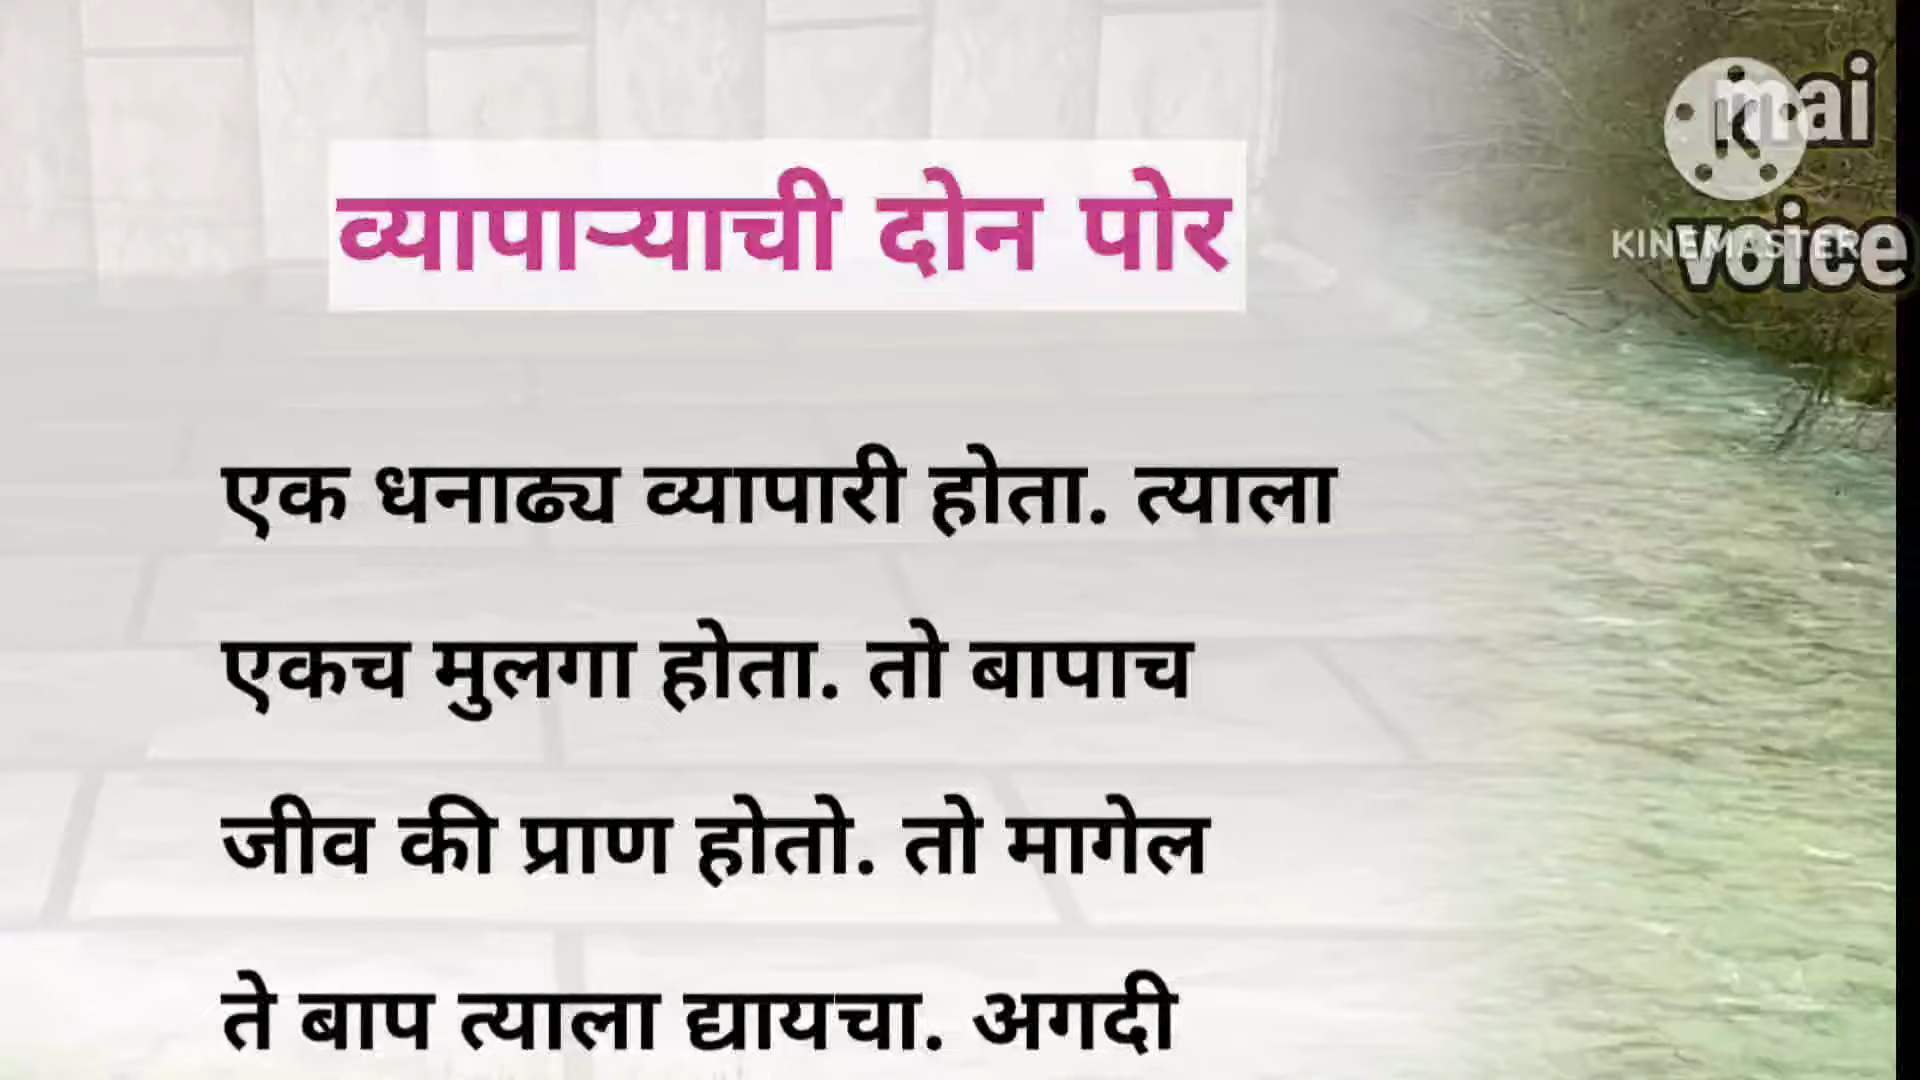 mai
voice
KINEMASTER
व्यापाऱ्याची दोन पोर
एक धनाढ्य व्यापारी होता. त्याला
एकच मुलगा होता. तो बापाच
जीव की प्राण होतो. तो मागेल
ते बाप त्याला द्यायचा. अगदी